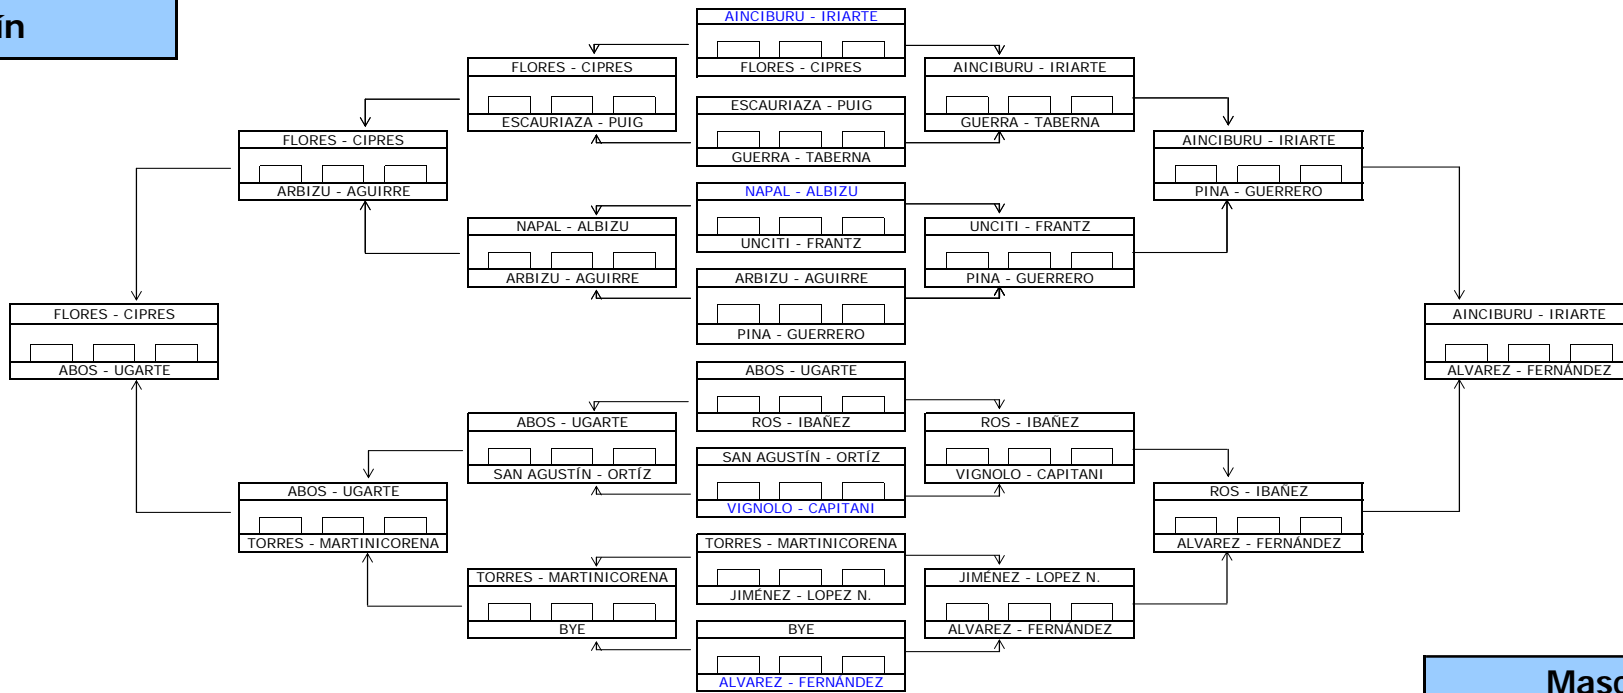 ín
AINCIBURU - IRIARTE
FLORES - CIPRES
FLORES - CIPRES
ESCAURIAZA - PUIG
AINCIBURU - IRIARTE
GUERRA - TABERNA
ESCAURIAZA - PUIG
GUERRA - TABERNA
FLORES - CIPRES
ARBIZU - AGUIRRE
AINCIBURU - IRIARTE
PINA - GUERRERO
NAPAL - ALBIZU
UNCITI - FRANTZ
NAPAL - ALBIZU
ARBIZU - AGUIRRE
UNCITI - FRANTZ
PINA - GUERRERO
ARBIZU - AGUIRRE
PINA - GUERRERO
FLORES - CIPRES
ABOS - UGARTE
AINCIBURU - IRIARTE
ALVAREZ - FERNÁNDEZ
ABOS - UGARTE
ROS - IBAÑEZ
ABOS - UGARTE
SAN AGUSTÍN - ORTÍZ
ROS - IBAÑEZ
VIGNOLO - CAPITANI
SAN AGUSTÍN - ORTÍZ
VIGNOLO - CAPITANI
ABOS - UGARTE
TORRES - MARTINICORENA
ROS - IBAÑEZ
ALVAREZ - FERNÁNDEZ
TORRES - MARTINICORENA
JIMÉNEZ - LOPEZ N.
TORRES - MARTINICORENA
BYE
JIMÉNEZ - LOPEZ N.
ALVAREZ - FERNÁNDEZ
BYE
ALVAREZ - FERNÁNDEZ
Masc